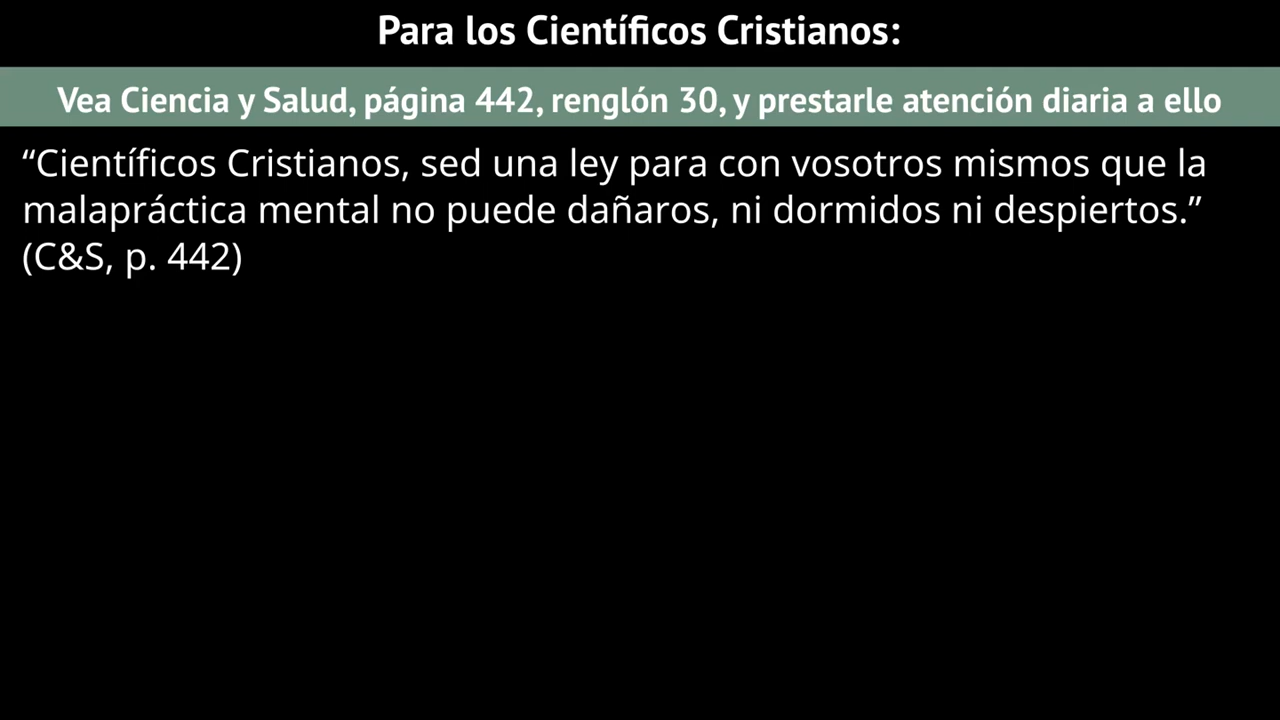 Para los Científicos Cristianos:
Vea Ciencia y Salud, página 442, renglón 30, y prestarle atención diaria a ello
“Científicos Cristianos, sed una ley para con vosotros mismos que la
malapráctica mental no puede dañaros, ni dormidos ni despiertos.”
(C&S, p. 442)